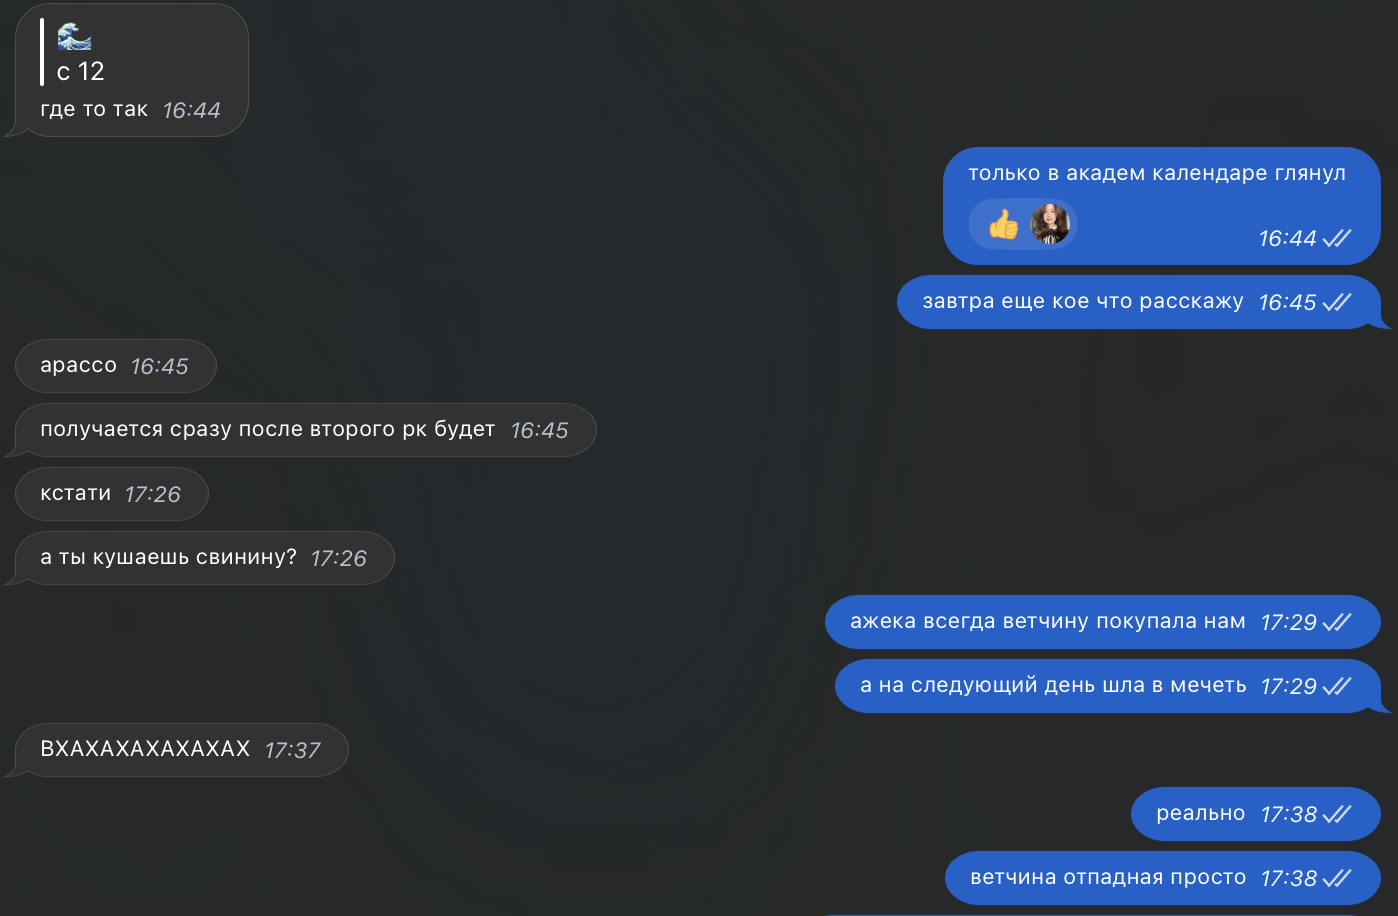 с 12
где то так 16:44
только в академ календаре глянул
16:44
завтра еще кое что расскажу 16:45
арассо 16:45
получается сразу после второго рк будет 16:45
кстати 17:26
а ты кушаешь свинину? 17:26
ажека всегда ветчину покупала нам 17:29
а на следующий день шла в мечеть 17:29
ВХАХАХАХАХАХАХ 17:37
реально 17:38
ветчина отпадная просто 17:38